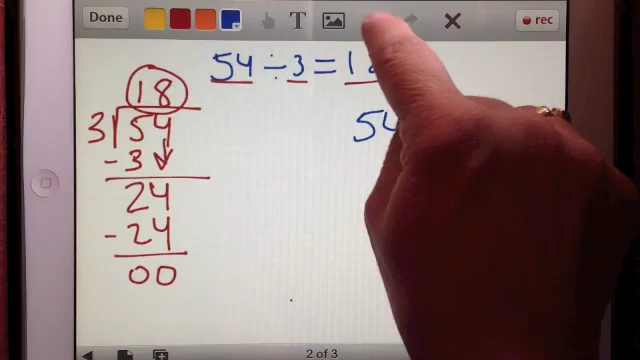 Done T rec
54 ÷ 3 = 1
18
54
3 54
- 3
24
- 24
00
2 of 3